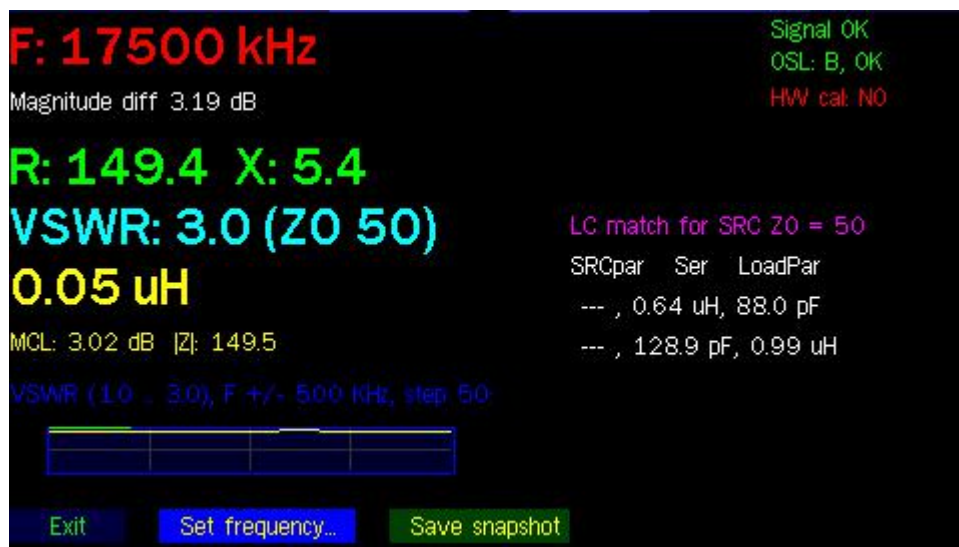 F: 17500 kHz
Signal OK
OSL: B, OK
Magnitude diff 3.19 dB
HW cal: NO
R: 149.4 X: 5.4
VSWR: 3.0 (Z0 50)
LC match for SRC Z0 = 50
SRCpar Ser LoadPar
0.05 uH
--- , 0.64 uH, 88.0 pF
MCL: 3.02 dB |Z|: 149.5
--- , 128.9 pF, 0.99 uH
VSWR (1.0 .. 3.0), F +/- 500 KHz, step 50:
Exit
Set frequency...
Save snapshot